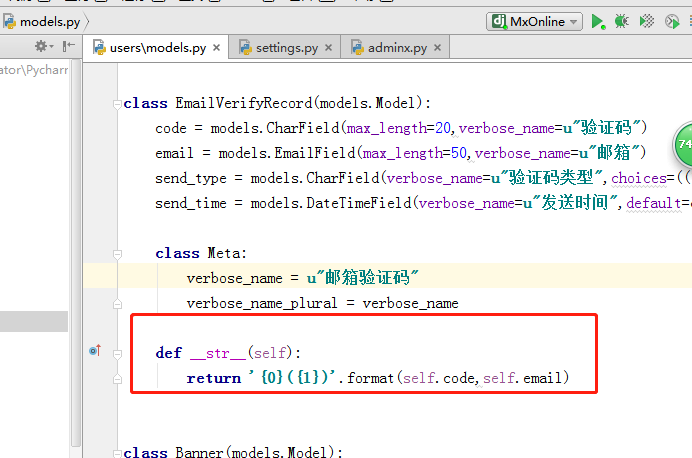 models.py
MxOnline
users\models.py
settings.py
adminx.py
ator\Pycharr
class EmailVerifyRecord(models.Model):
code = models.CharField(max_length=20,verbose_name=u"验证码")
email = models.EmailField(max_length=50,verbose_name=u"邮箱")
send_type = models.CharField(verbose_name=u"验证码类型",choices=((
send_time = models.DateTimeField(verbose_name=u"发送时间",default=
74
class Meta:
verbose_name = u"邮箱验证码"
verbose_name_plural = verbose_name
def __str__(self):
return '{0}({1})'.format(self.code,self.email)
class Banner(models.Model):